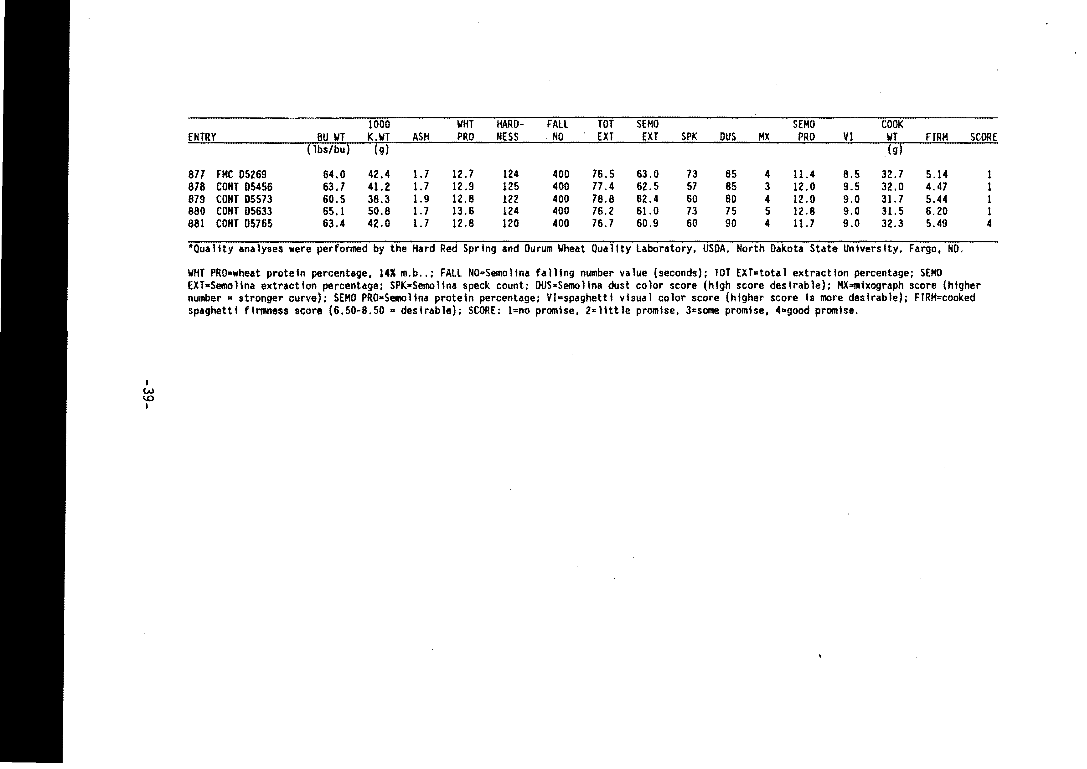 1000 WHT HARD- FALL TOT SEMO SEMO COOK
ENTRY BU WT K.WT ASH PRO NESS NO EXT EXT SPK DUS MX PRO VI WT FIRM SCORE
(lbs/bu) (g) (g)
877 FMC D5269 64.0 42.4 1.7 12.7 124 400 76.5 63.0 73 85 4 11.4 8.5 32.7 5.14 1
878 CONT D5456 63.7 41.2 1.7 12.9 125 400 77.4 62.5 57 85 3 12.0 9.5 32.0 4.47 1
879 CONT D5573 60.5 38.3 1.9 12.8 122 400 78.8 62.4 60 80 4 12.0 9.0 31.7 5.44 1
880 CONT D5633 65.1 50.8 1.7 13.6 124 400 76.2 61.0 73 75 5 12.8 9.0 31.5 6.20 1
881 CONT D5765 63.4 42.0 1.7 12.8 120 400 76.7 60.9 60 90 4 11.7 9.0 32.3 5.49 4
*Quality analyses were performed by the Hard Red Spring and Durum Wheat Quality Laboratory, USDA, North Dakota State University, Fargo, ND.
WHT PRO=wheat protein percentage, 14% m.b..; FALL NO=Semolina falling number value (seconds); TOT EXT=total extraction percentage; SEMO
EXT=Semolina extraction percentage; SPK=Semolina speck count; DUS=Semolina dust color score (high score desirable); MX=mixograph score (higher
number = stronger curve); SEMO PRO=Semolina protein percentage; VI=spaghetti visual color score (higher score is more desirable); FIRM=cooked
spaghetti firmness score (6.50-8.50 = desirable); SCORE: 1=no promise, 2=little promise, 3=some promise, 4=good promise.
-39-